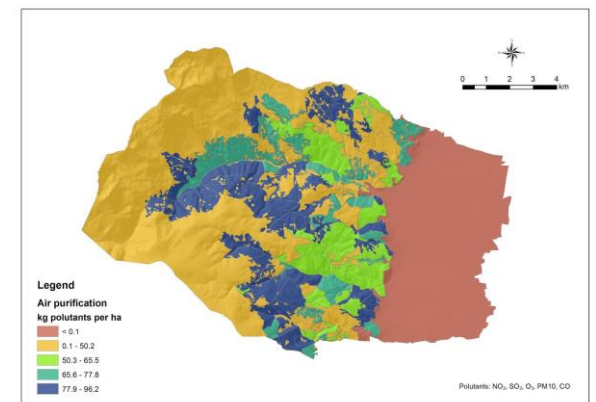 0 1 2 3 4
km
Legend
Air purification
kg polutants per ha
< 0.1
0.1 - 50.2
50.3 - 65.5
65.6 - 77.8
77.9 - 96.2
Polutants: NO₂, SO₂, O₃, PM10, CO